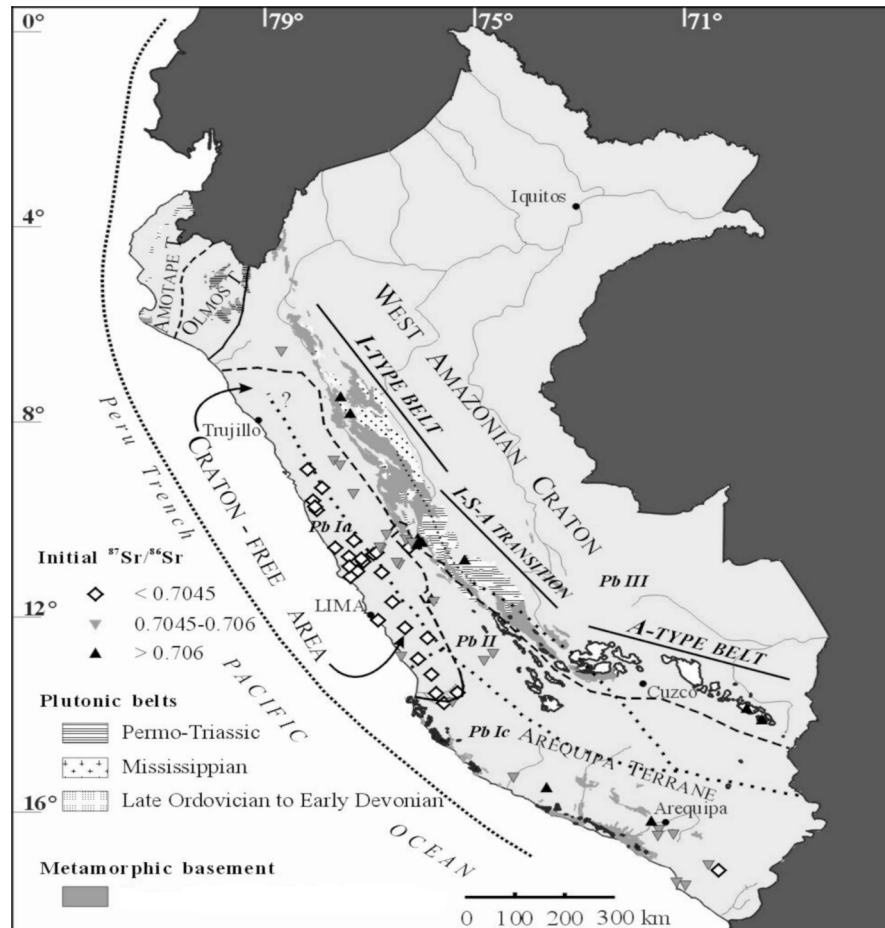 0°
79°
75°
71°
Iquitos
4°
AMOTAPE T
OLMOS T
WEST AMAZONIAN CRATON
I-TYPE BELT
8°
?
Trujillo
Peru Trench
CRATON-FREE AREA
Pb Ia
I-S-A TRANSITION
Initial ⁸⁷Sr/⁸⁶Sr
< 0.7045
0.7045-0.706
> 0.706
Pb III
12°
LIMA
Pb II
A-TYPE BELT
Cuzco
PACIFIC OCEAN
Plutonic belts
Permo-Triassic
Mississippian
Late Ordovician to Early Devonian
Pb Ic
AREQUIPA TERRANE
16°
Arequipa
Metamorphic basement
0 100 200 300 km